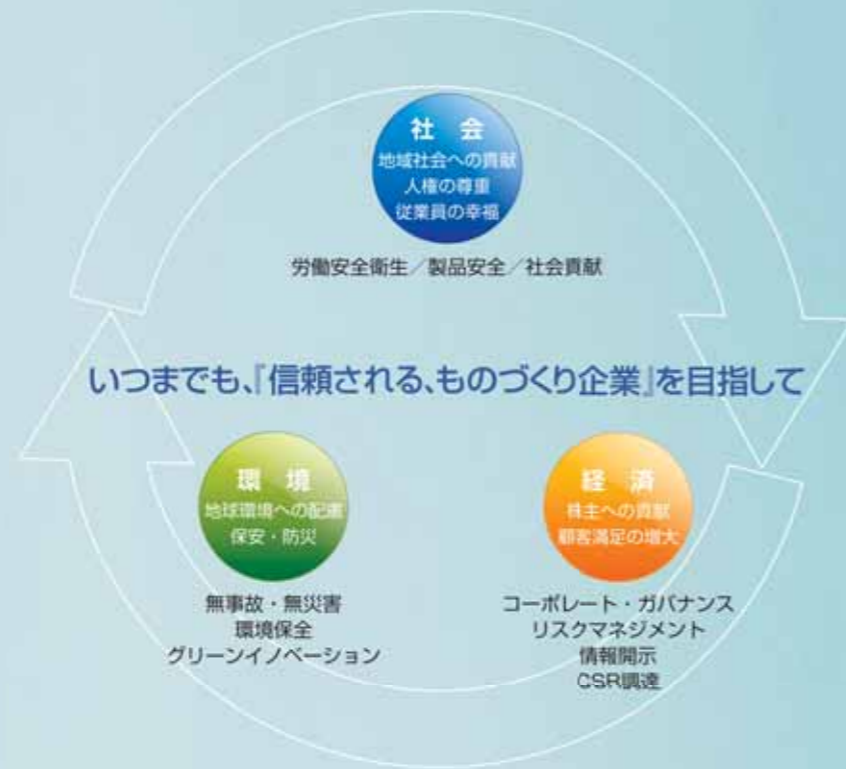 社 会
地域社会への貢献
人権の尊重
従業員の幸福
労働安全衛生／製品安全／社会貢献
いつまでも、『信頼される、ものづくり企業』を目指して
環 境
地球環境への配慮
保安・防災
無事故・無災害
環境保全
グリーンイノベーション
経 済
株主への貢献
顧客満足の増大
コーポレート・ガバナンス
リスクマネジメント
情報開示
CSR調達